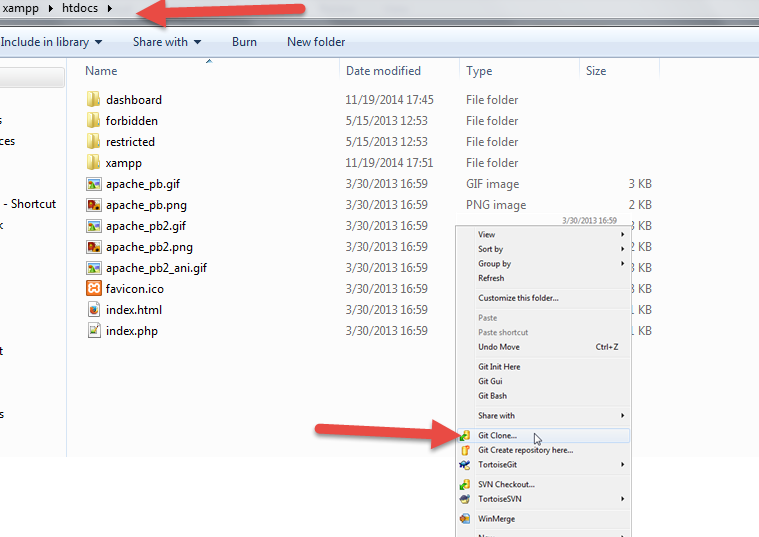 xampp ▸ htdocs ▸
Include in library ▾ Share with ▾ Burn New folder
Name Date modified Type Size
dashboard 11/19/2014 17:45 File folder
forbidden 5/15/2013 12:53 File folder
restricted 5/15/2013 12:53 File folder
xampp 11/19/2014 17:51 File folder
apache_pb.gif 3/30/2013 16:59 GIF image 3 KB
apache_pb.png 3/30/2013 16:59 PNG image 2 KB
apache_pb2.gif 3/30/2013 16:59 3 KB
apache_pb2.png 3/30/2013 16:59 KB
apache_pb2_ani.gif 3/30/2013 16:59 KB
favicon.ico 3/30/2013 16:59 KB
index.html 3/30/2013 16:59 1 KB
index.php 3/30/2013 16:59 1 KB
ces
- Shortcut
3/30/2013 16:59
View
Sort by
Group by
Refresh
Customize this folder...
Paste
Paste shortcut
Undo Move Ctrl+Z
Git Init Here
Git Gui
Git Bash
Share with
Git Clone...
Git Create repository here...
TortoiseGit
SVN Checkout...
TortoiseSVN
WinMerge